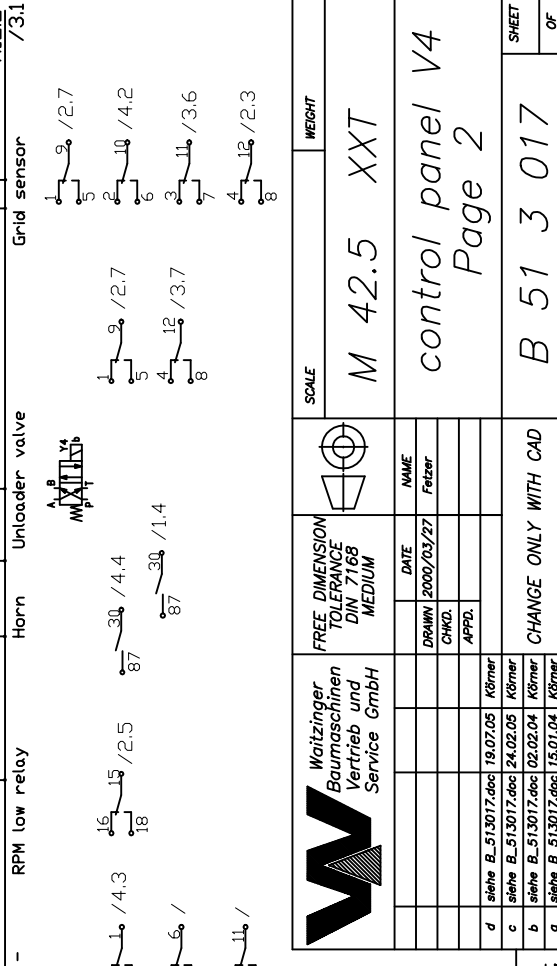 /3.1
- RPM low relay Horn Unloader valve Grid sensor
A B
Y4
b
P T
1 /4.3
6 /
11 /
16 15 /2.5
18
30 /4.4
87
30 /1.4
87
1 9 /2.7
5
4 12 /3.7
8
1 9 /2.7
5
2 10 /4.2
6
3 11 /3.6
7
4 12 /2.3
8
Waitzinger
Baumaschinen
Vertrieb und
Service GmbH
FREE DIMENSION
TOLERANCE
DIN 7168
MEDIUM
SCALE WEIGHT
M 42.5 XXT
DATE NAME
DRAWN 2000/03/27 Fetzer
CHKD.
APPD.
control panel V4
Page 2
d siehe B_513017.doc 19.07.05 Körner
c siehe B_513017.doc 24.02.05 Körner
b siehe B_513017.doc 02.02.04 Körner
a siehe B_513017.doc 15.01.04 Körner
CHANGE ONLY WITH CAD
B 51 3 017
SHEET
OF